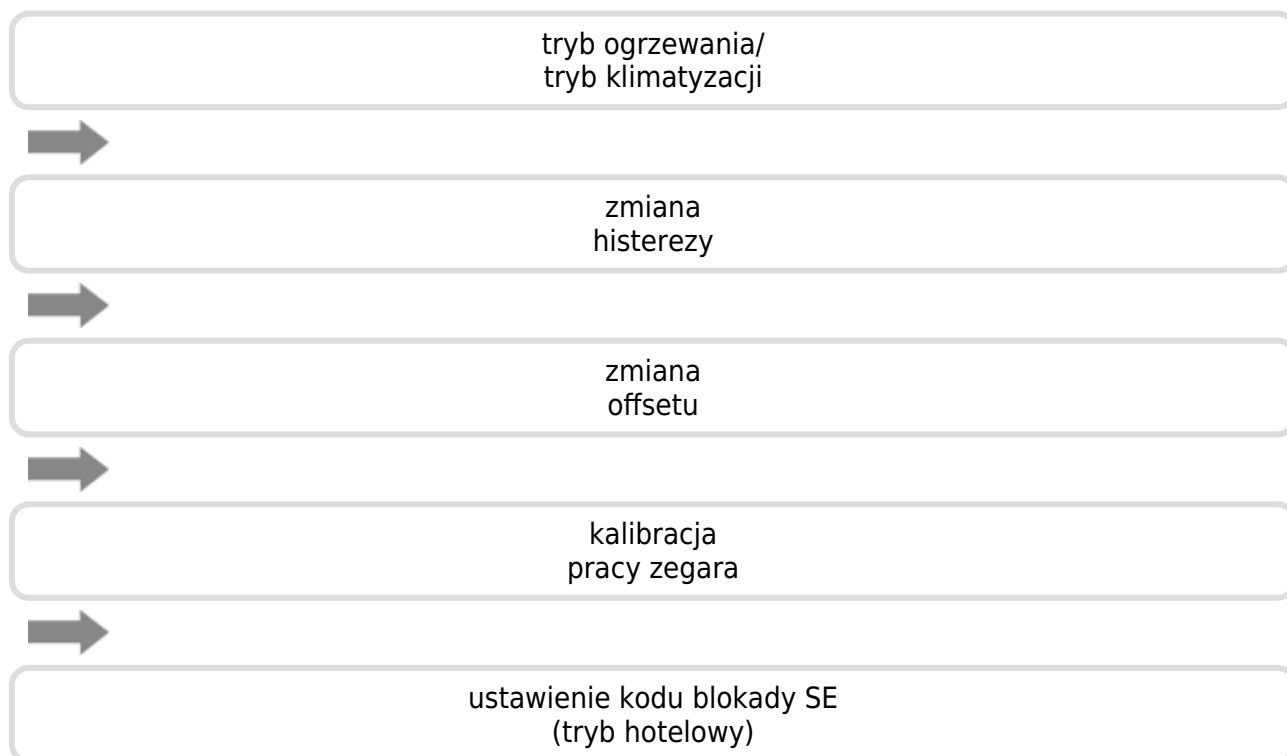 tryb ogrzewania/
tryb klimatyzacji
zmiana
histerezy
zmiana
offsetu
kalibracja
pracy zegara
ustawienie kodu blokady SE
(tryb hotelowy)